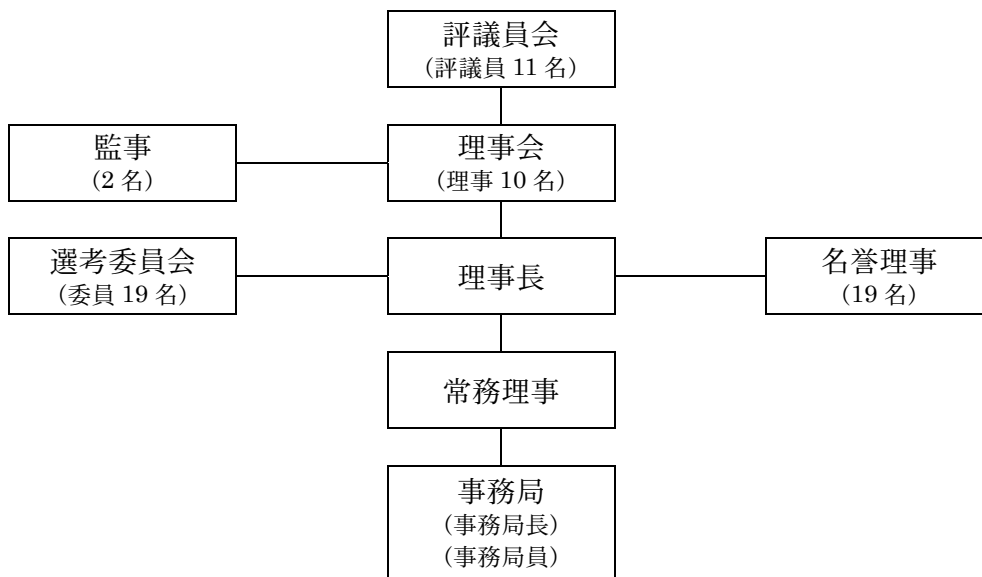 評議員会
(評議員 11 名)
監事
(2 名)
理事会
(理事 10 名)
選考委員会
(委員 19 名)
理事長
名誉理事
(19 名)
常務理事
事務局
(事務局長)
(事務局員)